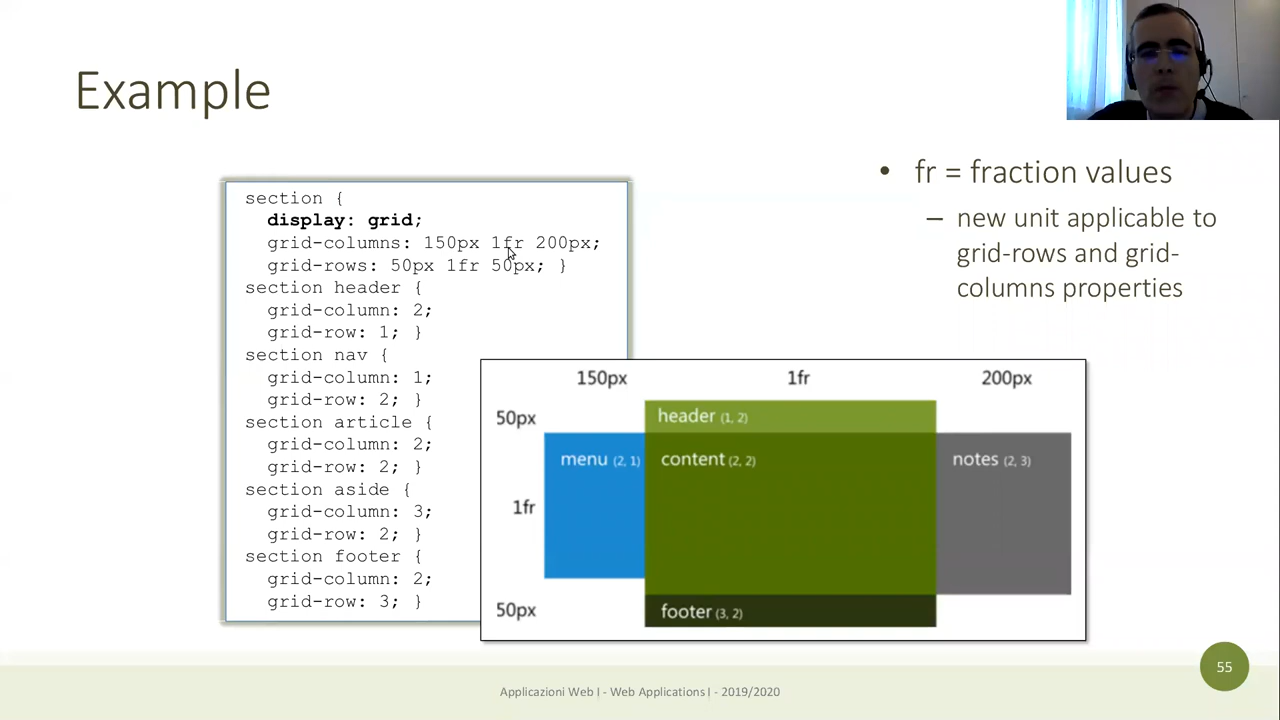 Example
section {
display: grid;
grid-columns: 150px 1fr 200px;
grid-rows: 50px 1fr 50px; }
section header {
grid-column: 2;
grid-row: 1; }
section nav {
grid-column: 1;
grid-row: 2; }
section article {
grid-column: 2;
grid-row: 2; }
section aside {
grid-column: 3;
grid-row: 2; }
section footer {
grid-column: 2;
grid-row: 3; }
• fr = fraction values
– new unit applicable to
grid-rows and grid-
columns properties
150px 1fr 200px
50px header (1, 2)
menu (2, 1) content (2, 2) notes (2, 3)
1fr
50px footer (3, 2)
55
Applicazioni Web I - Web Applications I - 2019/2020